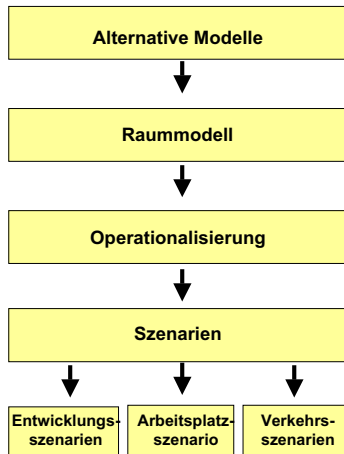 Alternative Modelle
Raummodell
Operationalisierung
Szenarien
Entwicklungs-
szenarien
Arbeitsplatz-
szenario
Verkehrs-
szenarien